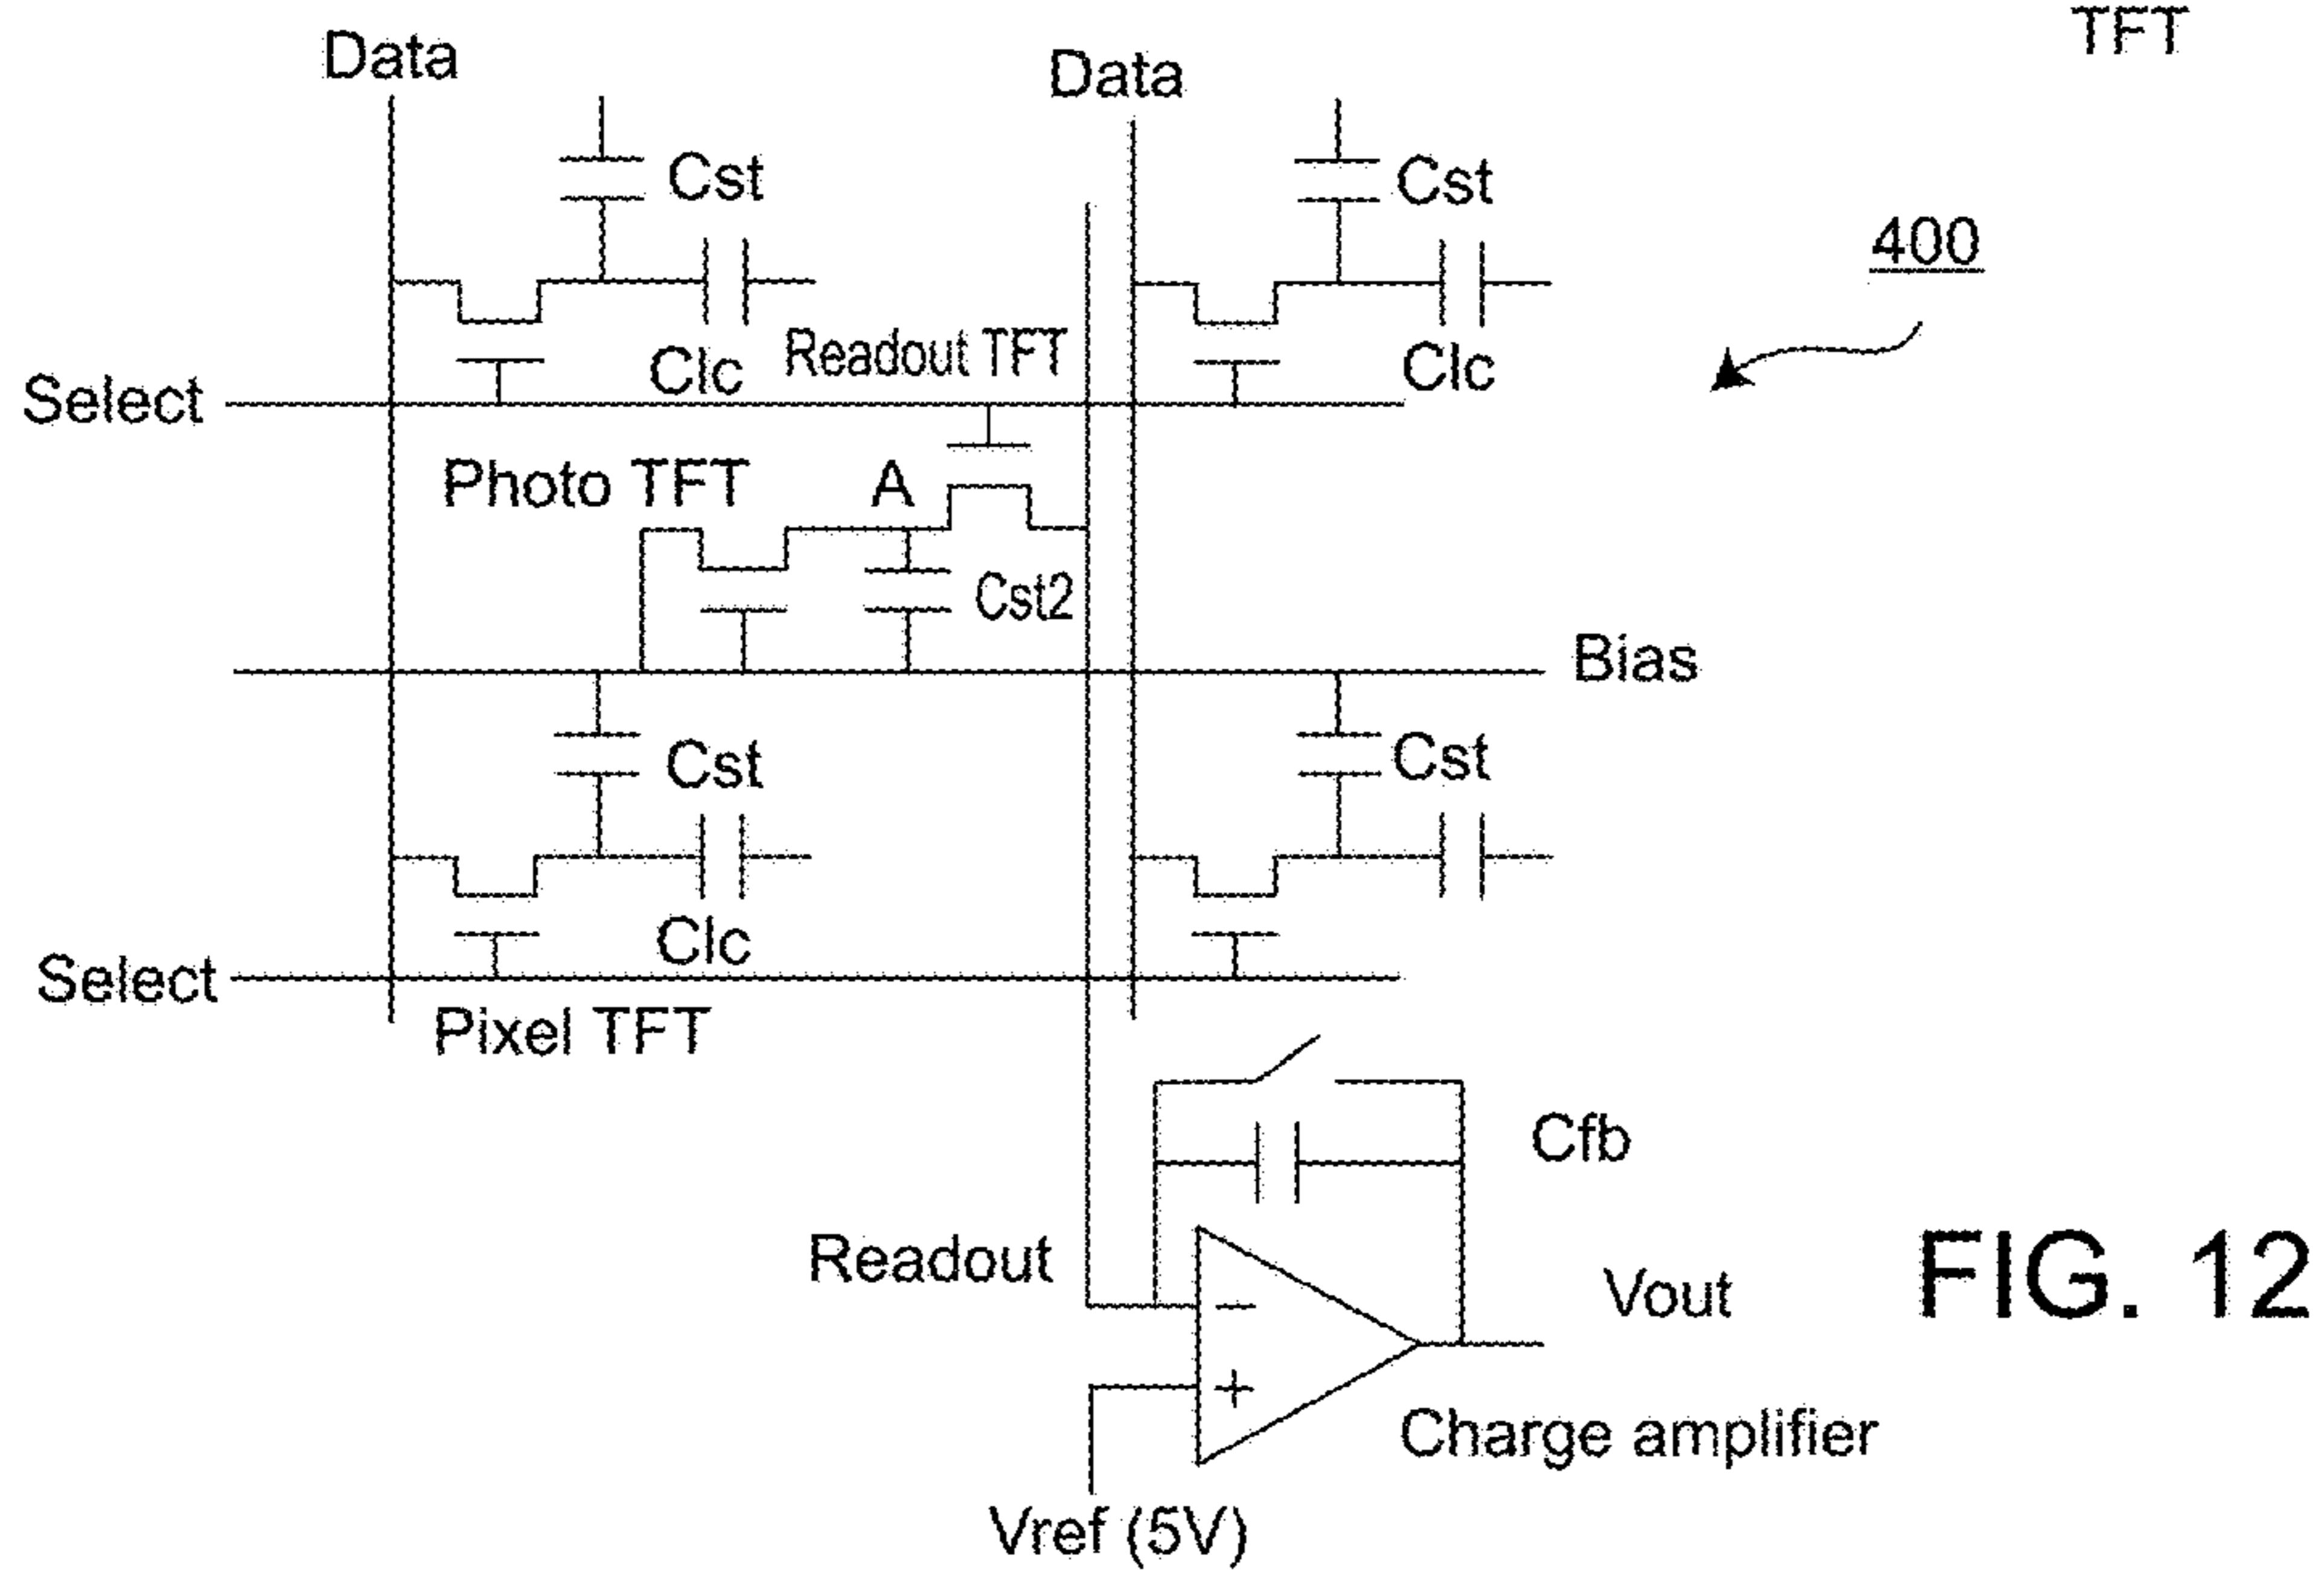 TFT
Data
Data
Cst
Cst
400
Clc
Readout TFT
Clc
Select
Photo TFT
A
Cst2
Bias
Cst
Cst
Clc
Select
Pixel TFT
Cfb
Readout
−
Vout
FIG. 12
+
Charge amplifier
Vref (5V)